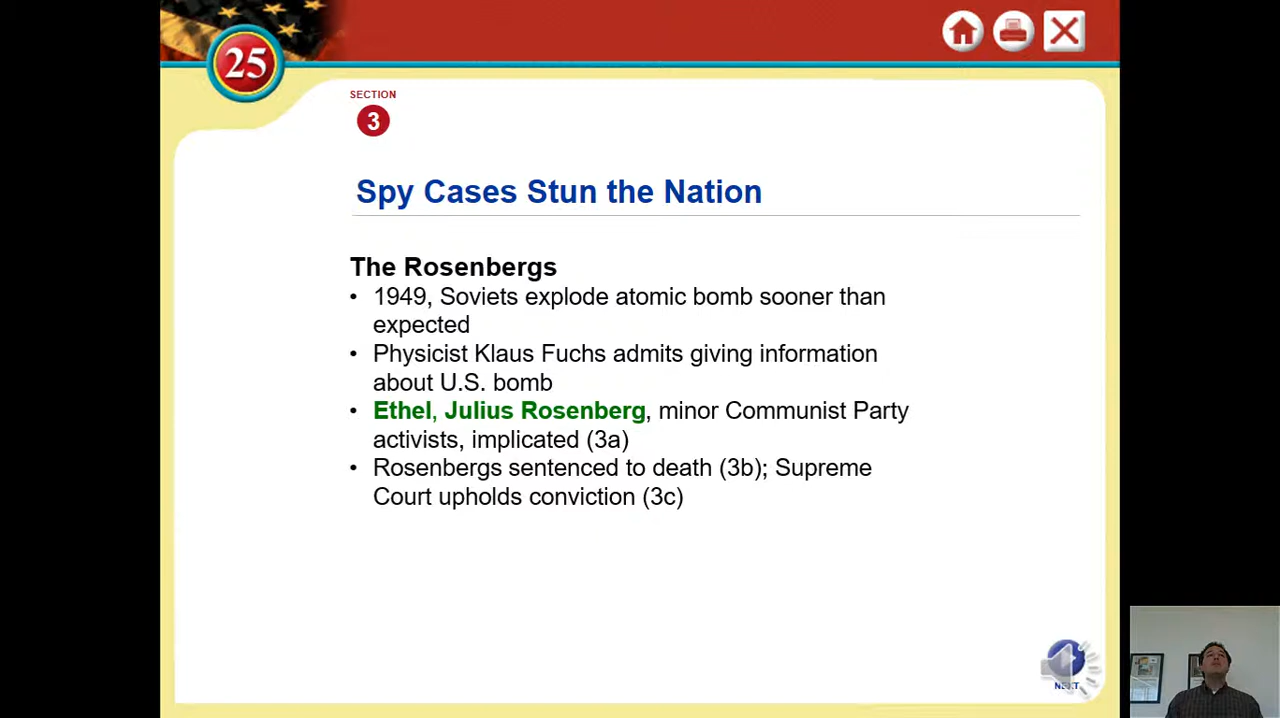 25
SECTION
3
Spy Cases Stun the Nation
The Rosenbergs
• 1949, Soviets explode atomic bomb sooner than
expected
• Physicist Klaus Fuchs admits giving information
about U.S. bomb
• Ethel, Julius Rosenberg, minor Communist Party
activists, implicated (3a)
• Rosenbergs sentenced to death (3b); Supreme
Court upholds conviction (3c)
NEXT